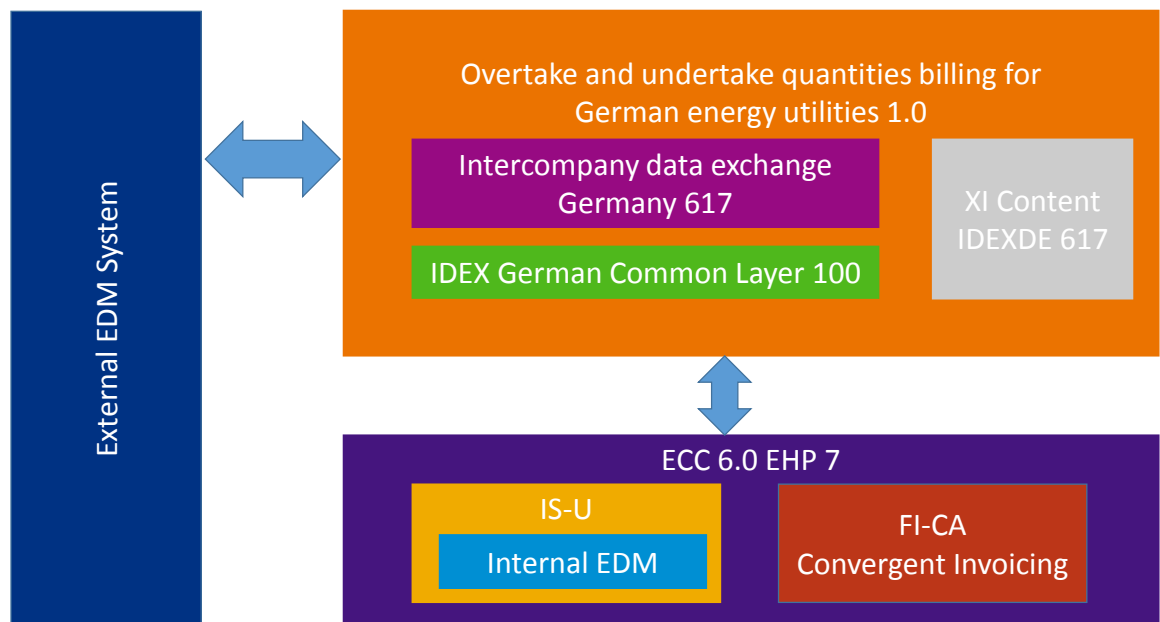 External EDM System
Overtake and undertake quantities billing for
German energy utilities 1.0
Intercompany data exchange
Germany 617
IDEX German Common Layer 100
XI Content
IDEXDE 617
ECC 6.0 EHP 7
IS-U
Internal EDM
FI-CA
Convergent Invoicing